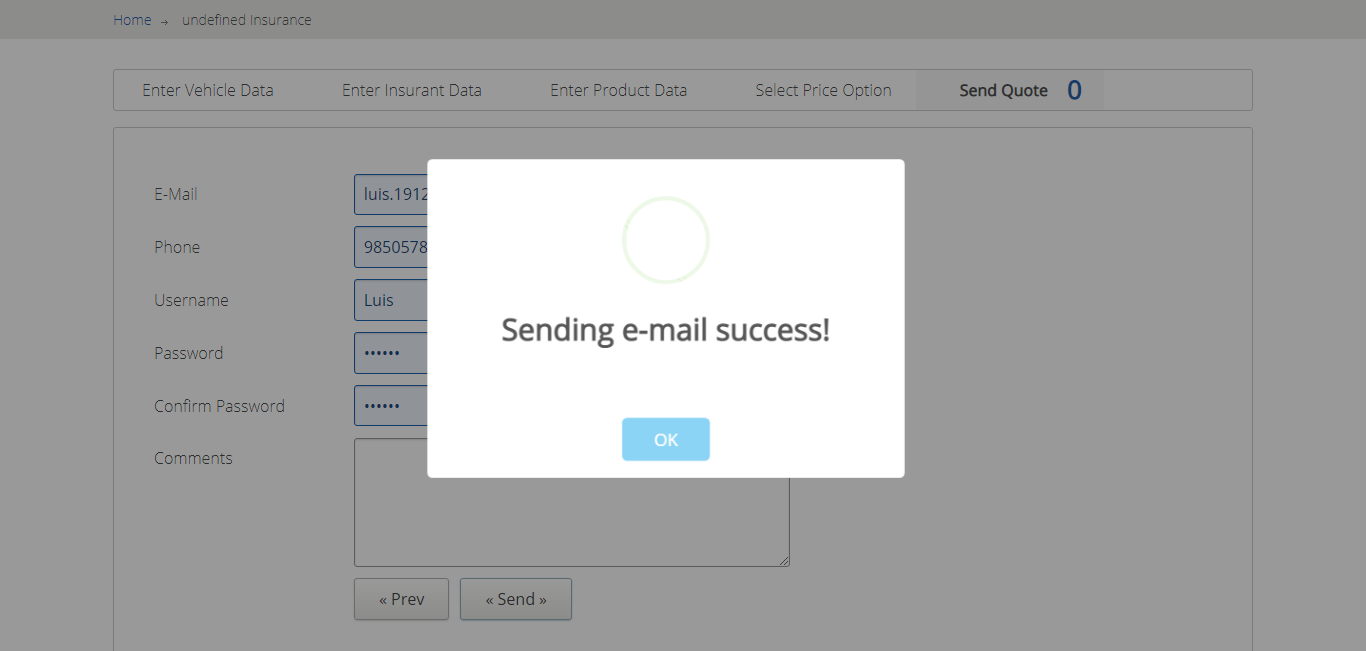 Home → undefined Insurance
Enter Vehicle Data Enter Insurant Data Enter Product Data Select Price Option Send Quote 0
E-Mail luis.1912
Phone 9850578
Username Luis
Password ••••••
Confirm Password ••••••
Comments
Sending e-mail success!
OK
« Prev « Send »